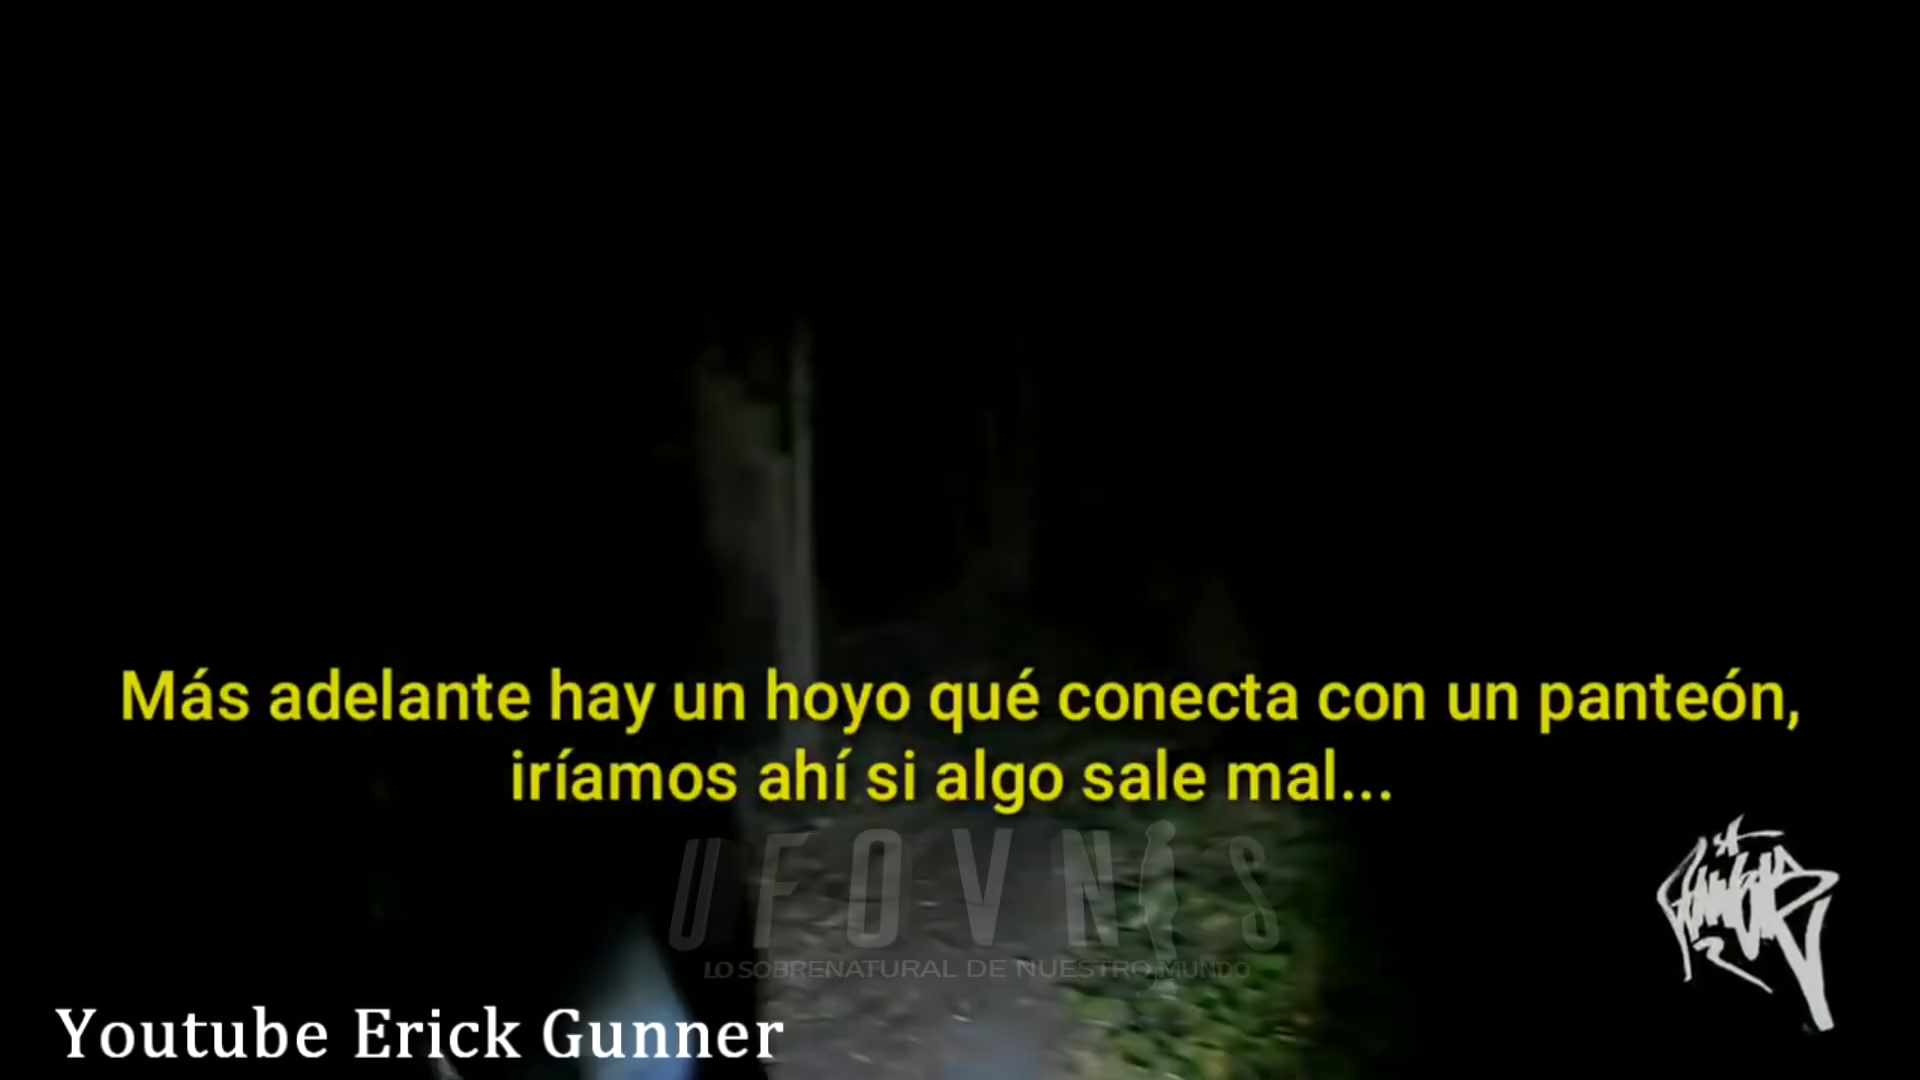 Más adelante hay un hoyo qué conecta con un panteón,
iríamos ahí si algo sale mal...
UFOVNIS
LO SOBRENATURAL DE NUESTRO MUNDO
Youtube Erick Gunner